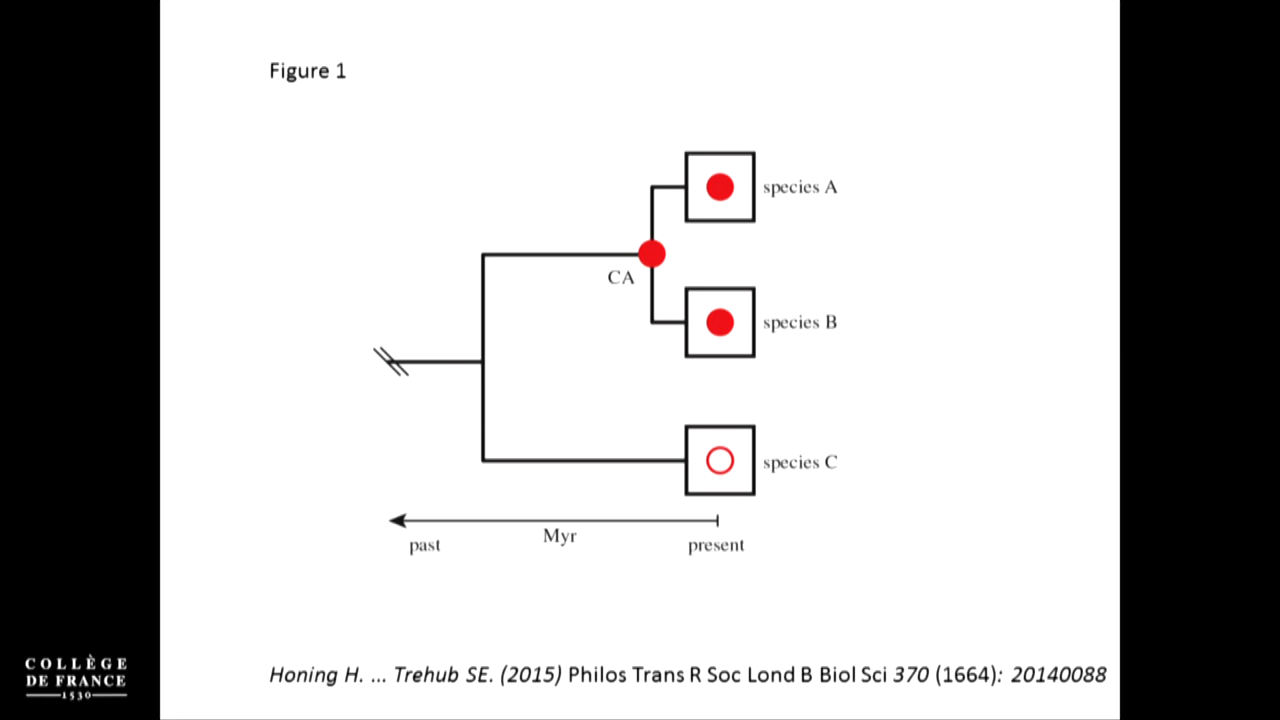 Figure 1
species A
CA
species B
species C
Myr
past
present
COLLÈGE
DE FRANCE
1530
Honing H. ... Trehub SE. (2015) Philos Trans R Soc Lond B Biol Sci 370 (1664): 20140088